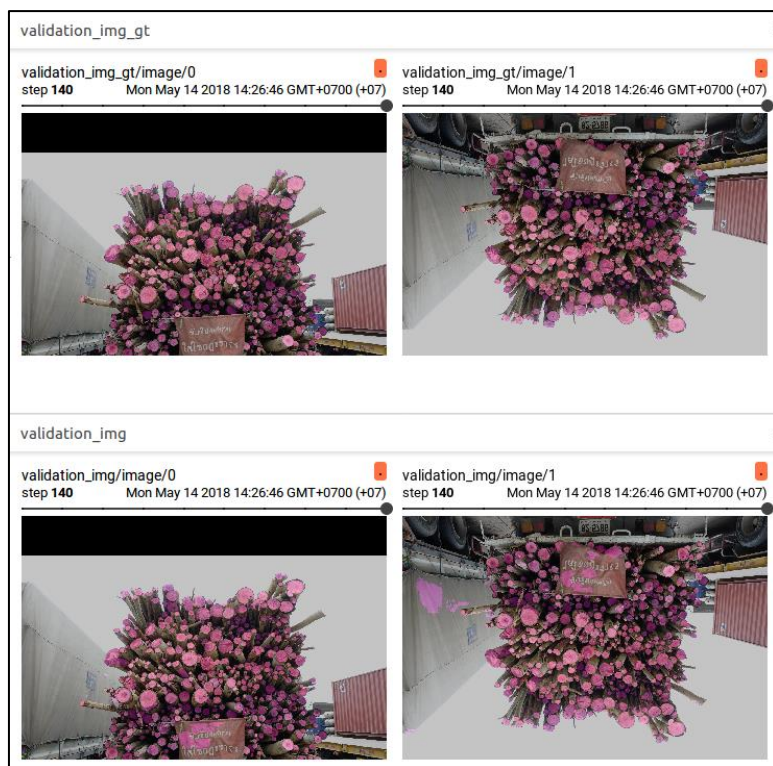 validation_img_gt
validation_img_gt/image/0
step 140 Mon May 14 2018 14:26:46 GMT+0700 (+07)
validation_img_gt/image/1
step 140 Mon May 14 2018 14:26:46 GMT+0700 (+07)
validation_img
validation_img/image/0
step 140 Mon May 14 2018 14:26:46 GMT+0700 (+07)
validation_img/image/1
step 140 Mon May 14 2018 14:26:46 GMT+0700 (+07)